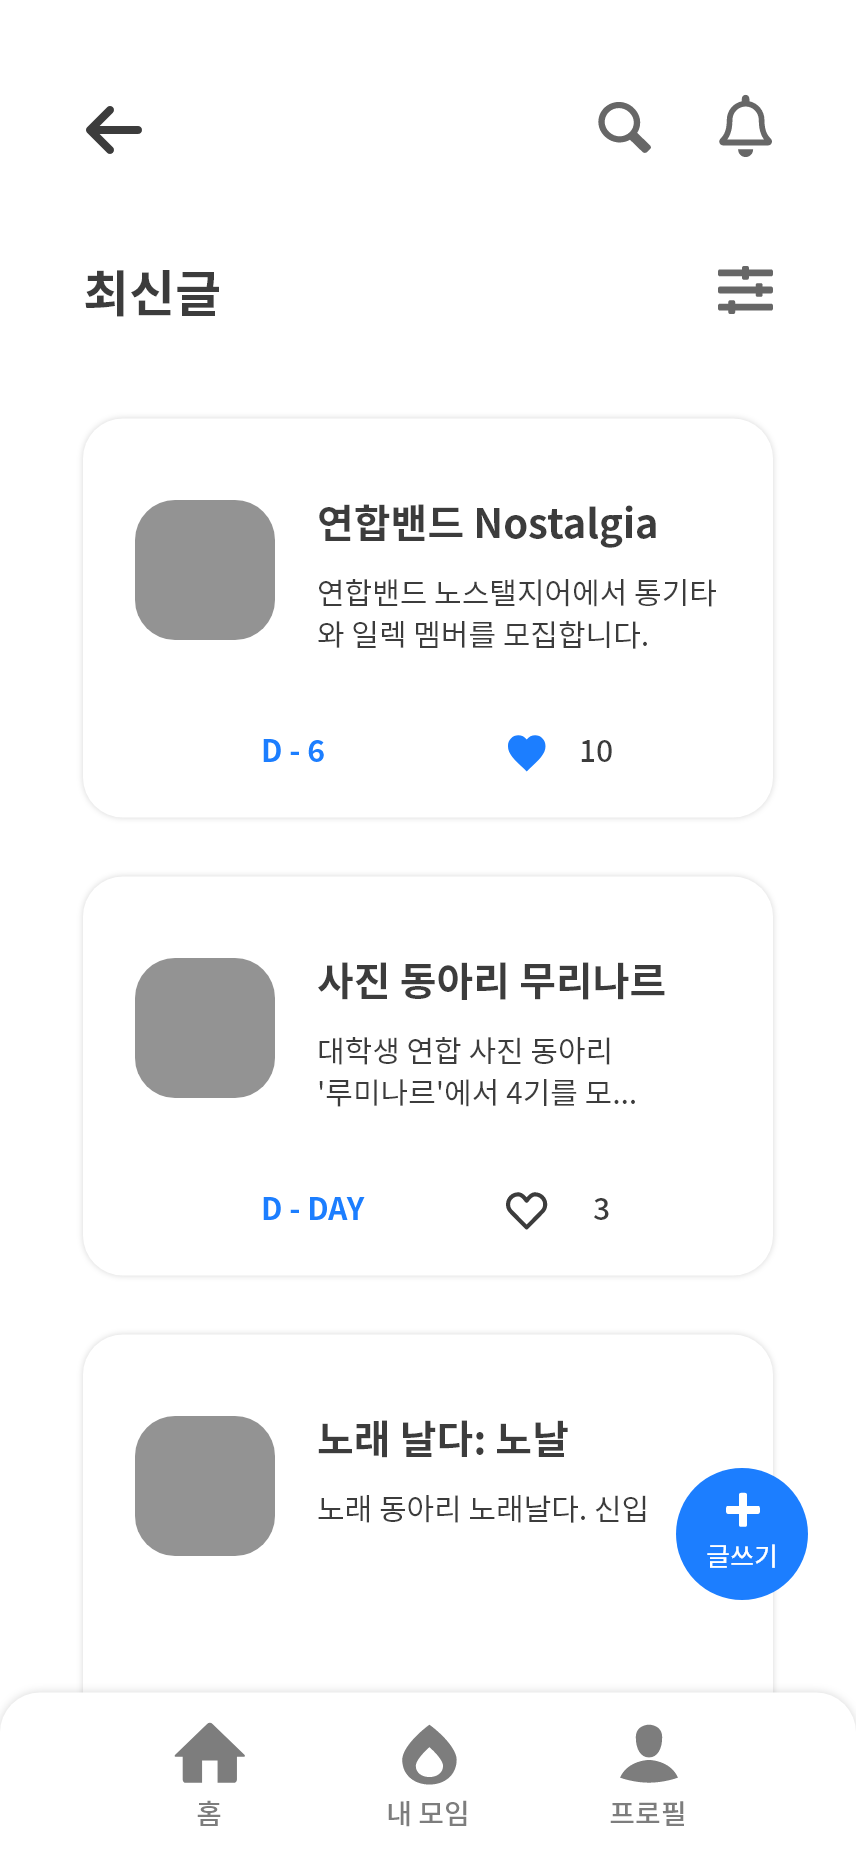 최신글
연합밴드 Nostalgia
연합밴드 노스탤지어에서 통기타
와 일렉 멤버를 모집합니다.
D - 6
10
사진 동아리 무리나르
대학생 연합 사진 동아리
'루미나르'에서 4기를 모...
D - DAY
3
노래 날다: 노날
노래 동아리 노래날다. 신입
글쓰기
홈
내 모임
프로필